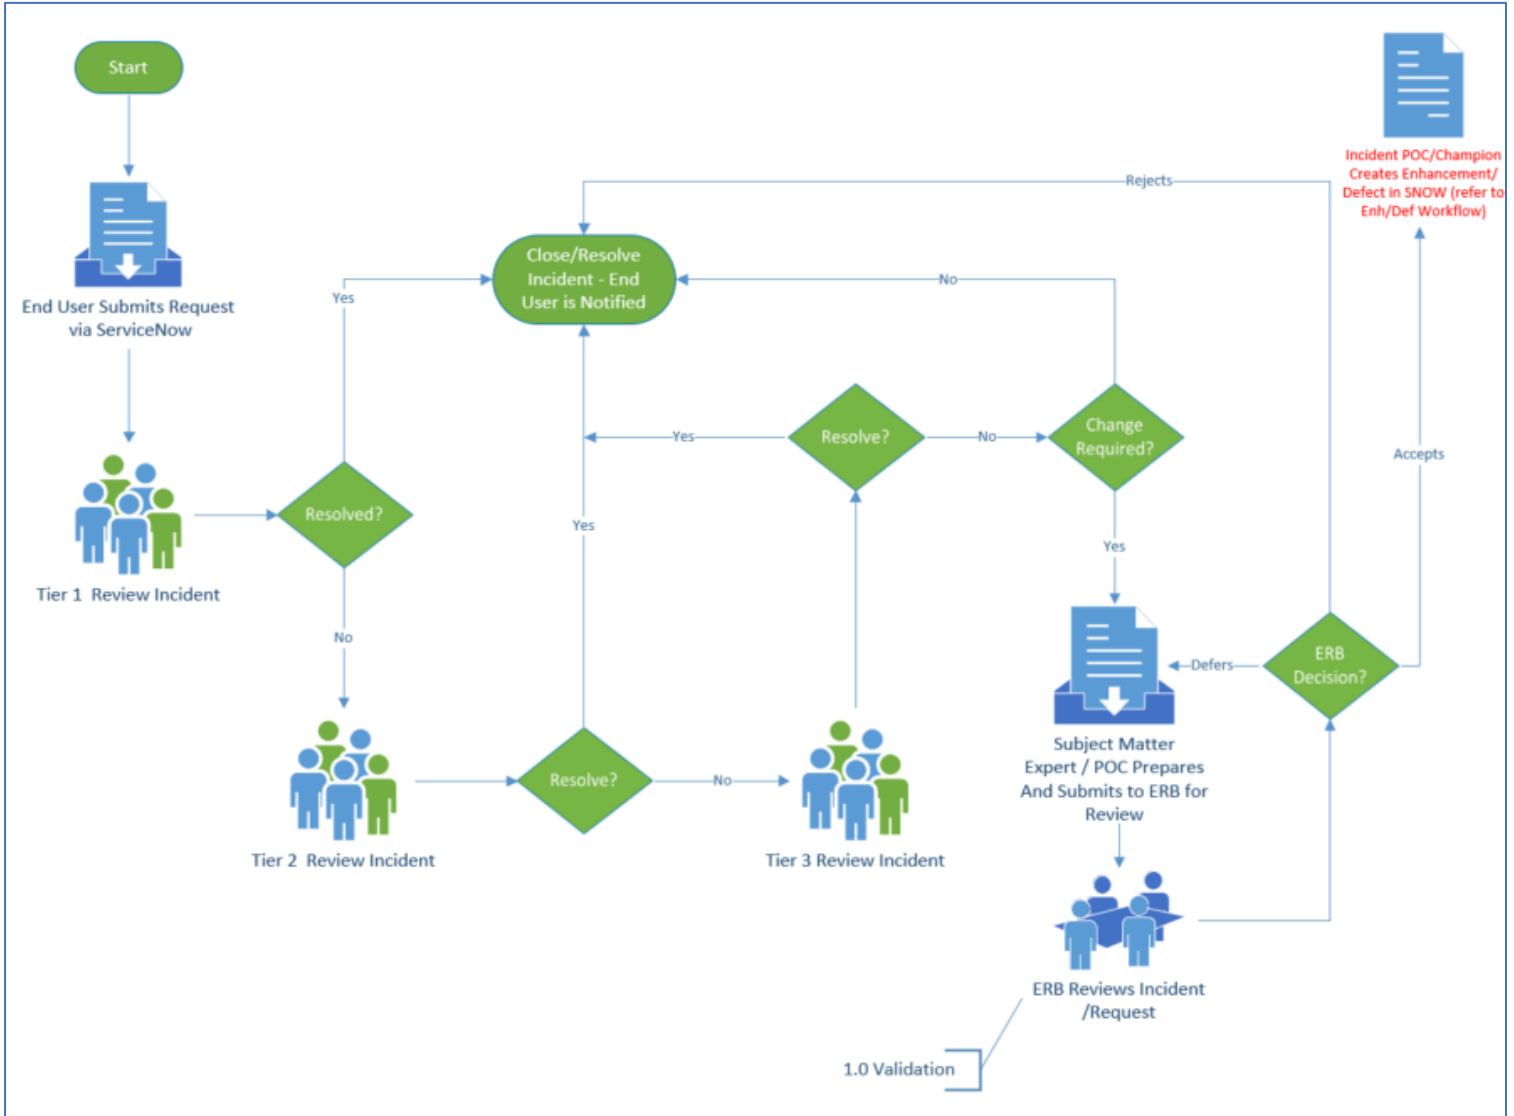 Start
End User Submits Request
via ServiceNow
Tier 1 Review Incident
Resolved?
Yes
No
Tier 2 Review Incident
Resolve?
Yes
No
Tier 3 Review Incident
Resolve?
Yes
No
Change
Required?
No
Yes
Close/Resolve
Incident - End
User is Notified
Subject Matter
Expert / POC Prepares
And Submits to ERB for
Review
ERB Reviews Incident
/Request
1.0 Validation
ERB
Decision?
Defers
Rejects
Accepts
Incident POC/Champion
Creates Enhancement/
Defect in SNOW (refer to
Enh/Def Workflow)